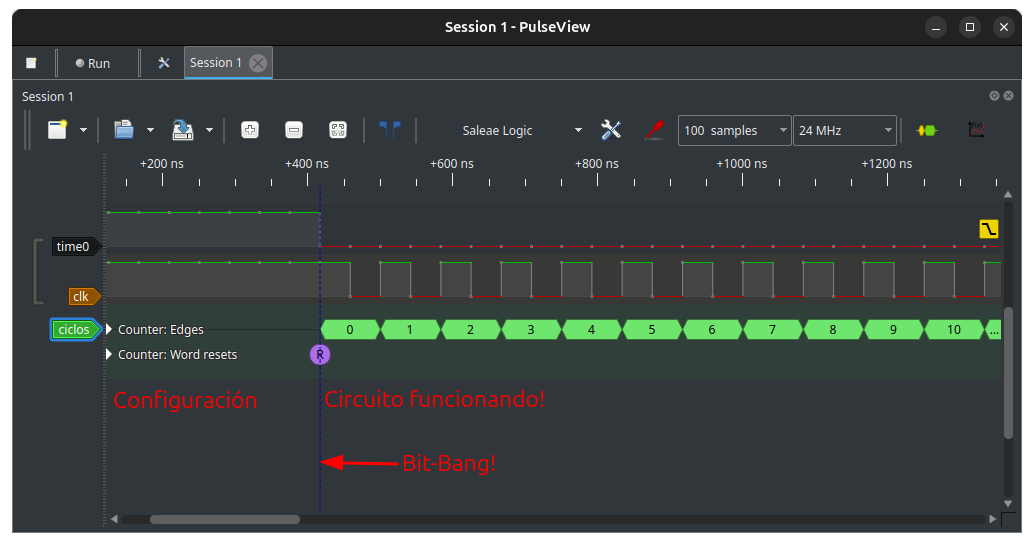 Session 1 - PulseView
Run
Session 1
Session 1
Saleae Logic
100 samples
24 MHz
+200 ns +400 ns +600 ns +800 ns +1000 ns +1200 ns
time0
clk
ciclos Counter: Edges 0 1 2 3 4 5 6 7 8 9 10 ...
Counter: Word resets R
Configuración Circuito funcionando!
Bit-Bang!